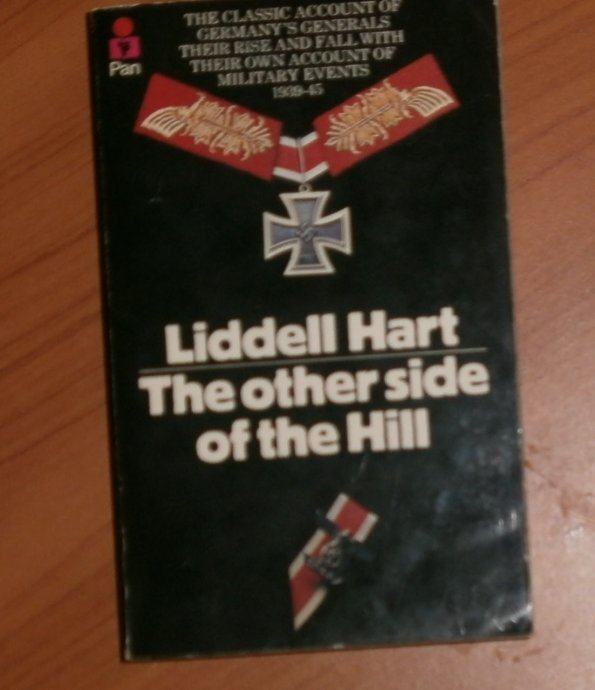 THE CLASSIC ACCOUNT OF
GERMANY'S GENERALS
THEIR RISE AND FALL WITH
THEIR OWN ACCOUNT OF
MILITARY EVENTS
1939-45
Pan
Liddell Hart
The other side
of the Hill